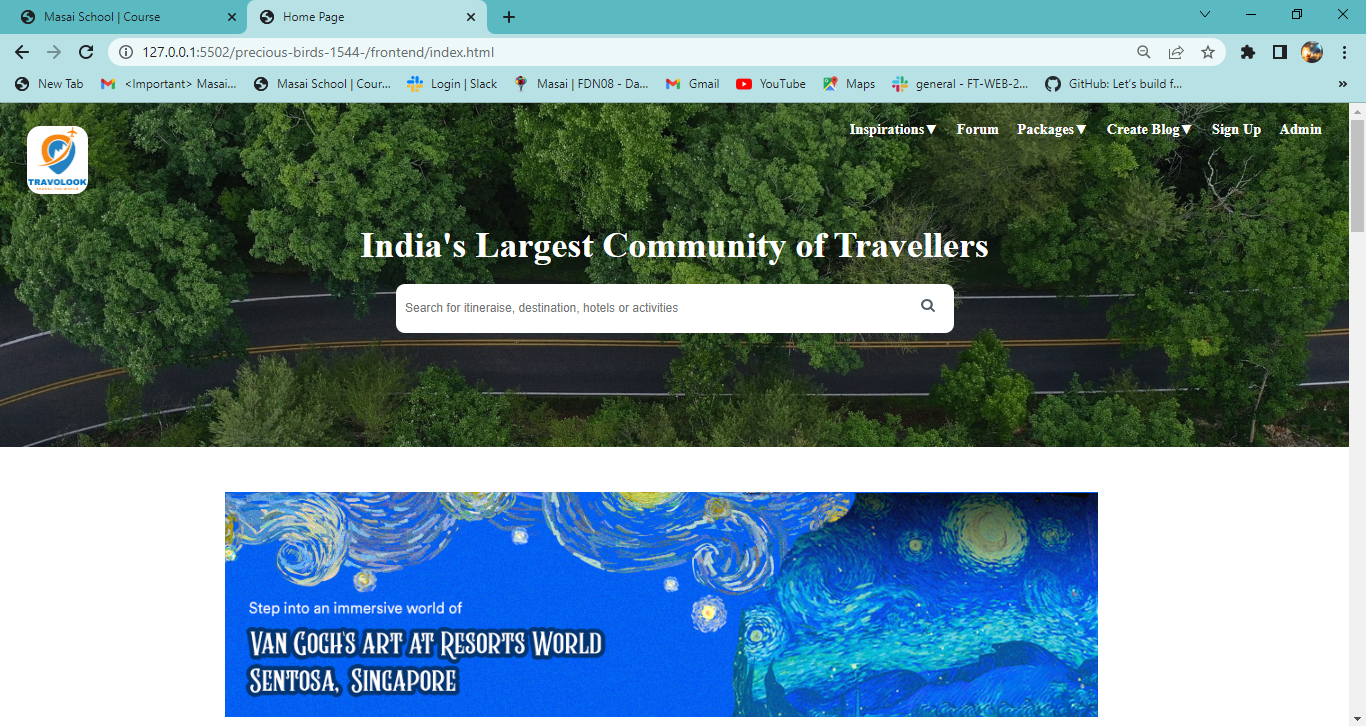 Masai School | Course
Home Page
127.0.0.1:5502/precious-birds-1544-/frontend/index.html
New Tab
<Important> Masai...
Masai School | Cour...
Login | Slack
Masai | FDN08 - Da...
Gmail
YouTube
Maps
general - FT-WEB-2...
GitHub: Let's build f...
»
TRAVOLOOK
Inspirations▼ Forum Packages▼ Create Blog▼ Sign Up Admin
India's Largest Community of Travellers
Search for itineraise, destination, hotels or activities
Step into an immersive world of
Van Gogh's art at Resorts World
Sentosa, Singapore